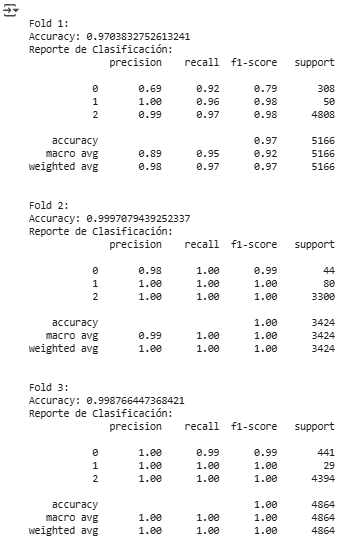 Fold 1:
Accuracy: 0.9703832752613241
Reporte de Clasificación:
precision recall f1-score support
0 0.69 0.92 0.79 308
1 1.00 0.96 0.98 50
2 0.99 0.97 0.98 4808
accuracy 0.97 5166
macro avg 0.89 0.95 0.92 5166
weighted avg 0.98 0.97 0.97 5166
Fold 2:
Accuracy: 0.9997079439252337
Reporte de Clasificación:
precision recall f1-score support
0 0.98 1.00 0.99 44
1 1.00 1.00 1.00 80
2 1.00 1.00 1.00 3300
accuracy 1.00 3424
macro avg 0.99 1.00 1.00 3424
weighted avg 1.00 1.00 1.00 3424
Fold 3:
Accuracy: 0.998766447368421
Reporte de Clasificación:
precision recall f1-score support
0 1.00 0.99 0.99 441
1 1.00 1.00 1.00 29
2 1.00 1.00 1.00 4394
accuracy 1.00 4864
macro avg 1.00 1.00 1.00 4864
weighted avg 1.00 1.00 1.00 4864